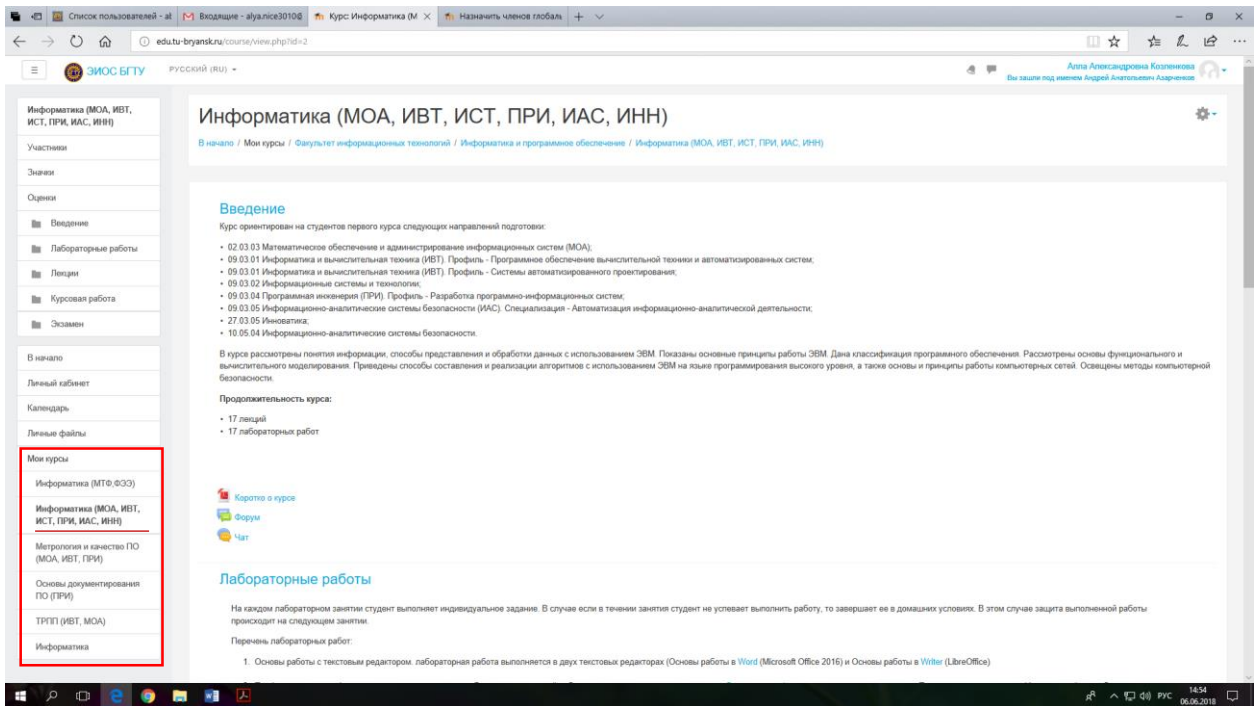 Список пользователей - al
Входящие - alya.nice3010@
Курс: Информатика (М
Назначить членов глобаль
edu.tu-bryansk.ru/course/view.php?id=2
ЭИОС БГТУ
РУССКИЙ (RU)
Алла Александровна Козленкова
Вы зашли под именем Андрей Анатольевич Азарченков
Информатика (МОА, ИВТ,
ИСТ, ПРИ, ИАС, ИНН)
Участники
Значки
Оценки
Введение
Лабораторные работы
Лекции
Курсовая работа
Экзамен
В начало
Личный кабинет
Календарь
Личные файлы
Мои курсы
Информатика (МТФ,ФЭЭ)
Информатика (МОА, ИВТ,
ИСТ, ПРИ, ИАС, ИНН)
Метрология и качество ПО
(МОА, ИВТ, ПРИ)
Основы документирования
ПО (ПРИ)
ТРПП (ИВТ, МОА)
Информатика
Информатика (МОА, ИВТ, ИСТ, ПРИ, ИАС, ИНН)
В начало / Мои курсы / Факультет информационных технологий / Информатика и программное обеспечение / Информатика (МОА, ИВТ, ИСТ, ПРИ, ИАС, ИНН)
Введение
Курс ориентирован на студентов первого курса следующих направлений подготовки:
• 02.03.03 Математическое обеспечение и администрирование информационных систем (МОА);
• 09.03.01 Информатика и вычислительная техника (ИВТ). Профиль - Программное обеспечение вычислительной техники и автоматизированных систем;
• 09.03.01 Информатика и вычислительная техника (ИВТ). Профиль - Системы автоматизированного проектирования;
• 09.03.02 Информационные системы и технологии;
• 09.03.04 Программная инженерия (ПРИ). Профиль - Разработка программно-информационных систем;
• 09.03.05 Информационно-аналитические системы безопасности (ИАС). Специализация - Автоматизация информационно-аналитической деятельности;
• 27.03.05 Инноватика;
• 10.05.04 Информационно-аналитические системы безопасности.
В курсе рассмотрены понятия информации, способы представления и обработки данных с использованием ЭВМ. Показаны основные принципы работы ЭВМ. Дана классификация программного обеспечения. Рассмотрены основы функционального и
вычислительного моделирования. Приведены способы составления и реализации алгоритмов с использованием ЭВМ на языке программирования высокого уровня, а также основы и принципы работы компьютерных сетей. Освещены методы компьютерной
безопасности.
Продолжительность курса:
• 17 лекций
• 17 лабораторных работ
Коротко о курсе
Форум
Чат
Лабораторные работы
На каждом лабораторном занятии студент выполняет индивидуальное задание. В случае если в течении занятия студент не успевает выполнить работу, то завершает ее в домашних условиях. В этом случае защита выполненной работы
происходит на следующем занятии.
Перечень лабораторных работ:
1. Основы работы с текстовым редактором. лабораторная работа выполняется в двух текстовых редакторах (Основы работы в Word (Microsoft Office 2016) и Основы работы в Writer (LibreOffice)
РУС
14:54
06.06.2018